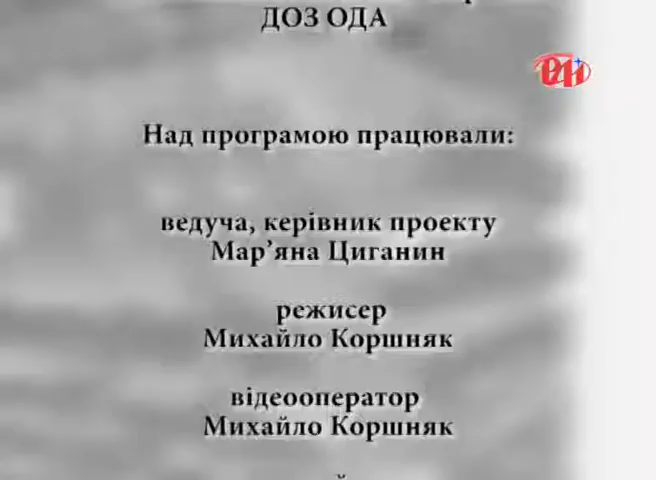 ДОЗ ОДА
Над програмою працювали:
ведуча, керівник проекту
Мар’яна Циганин
режисер
Михайло Коршняк
відеооператор
Михайло Коршняк